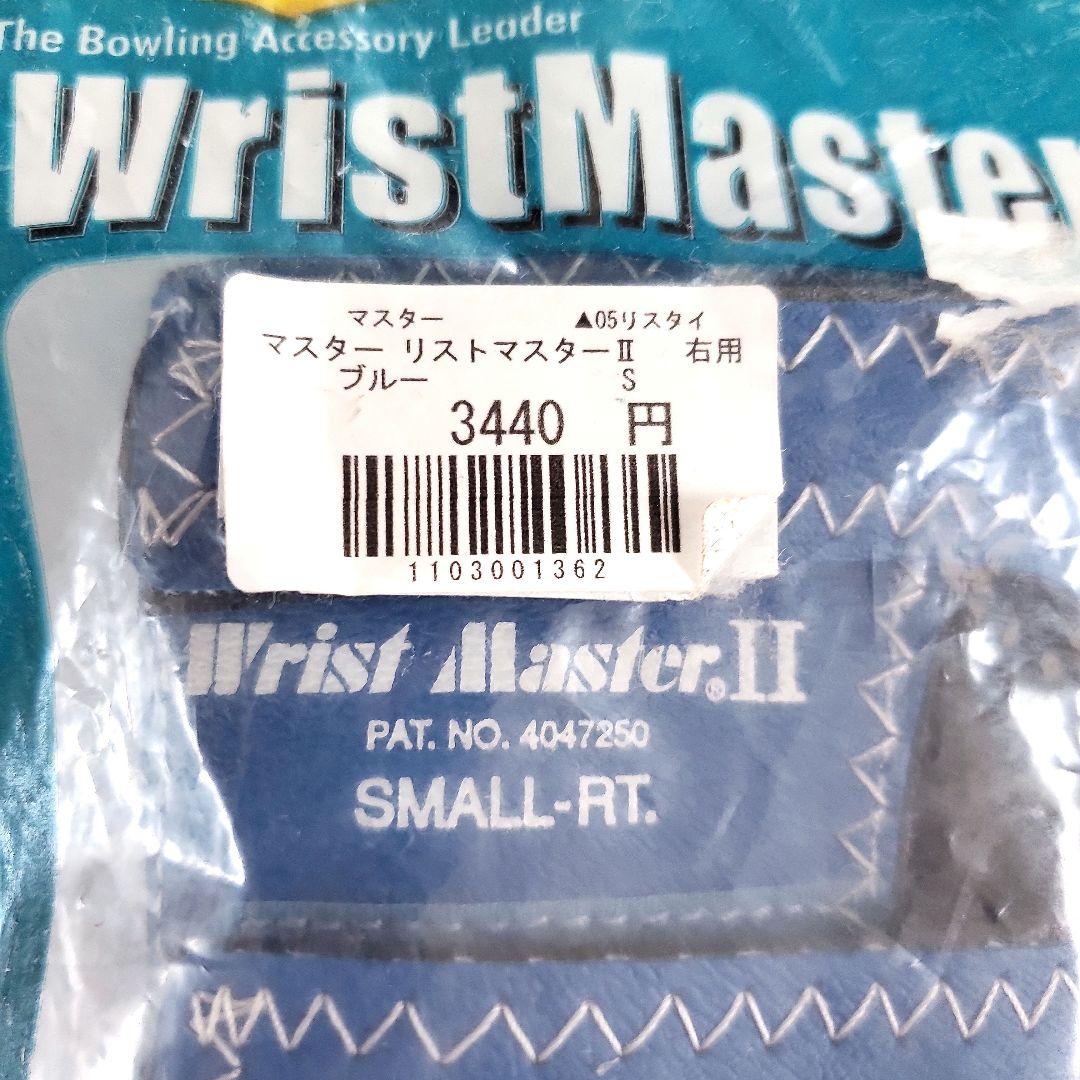 The Bowling Accessory Leader
WristMaster
マスター ▲05リスタイ
マスター リストマスターⅡ 右用
ブルー S
3440 円
1103001362
Wrist Master® II
PAT. NO. 4047250
SMALL-RT.